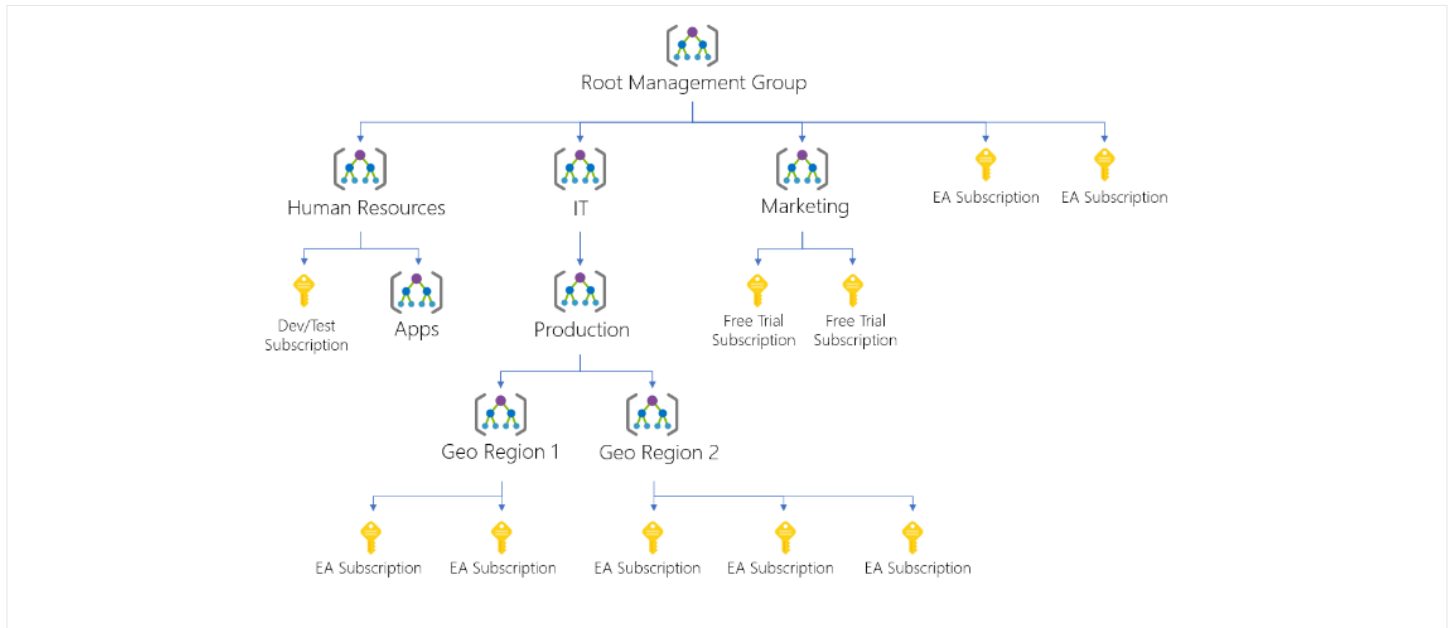 Root Management Group
Human Resources
IT
Marketing
EA Subscription
EA Subscription
Dev/Test
Subscription
Apps
Production
Free Trial
Subscription
Free Trial
Subscription
Geo Region 1
Geo Region 2
EA Subscription
EA Subscription
EA Subscription
EA Subscription
EA Subscription